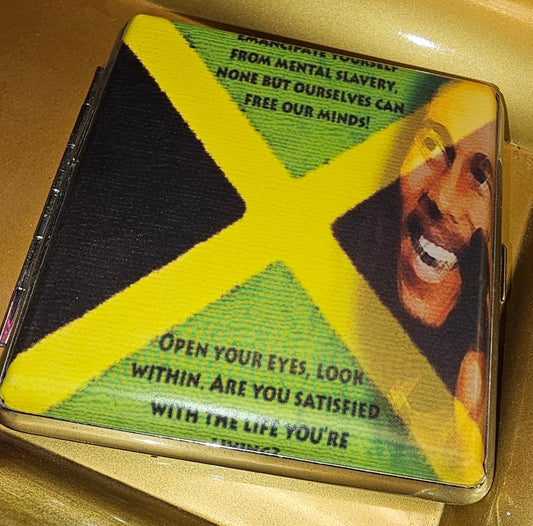 EMANCIPATE YOURSELF
FROM MENTAL SLAVERY,
NONE BUT OURSELVES CAN
FREE OUR MINDS!
OPEN YOUR EYES, LOOK
WITHIN. ARE YOU SATISFIED
WITH THE LIFE YOU'RE
LIVING?